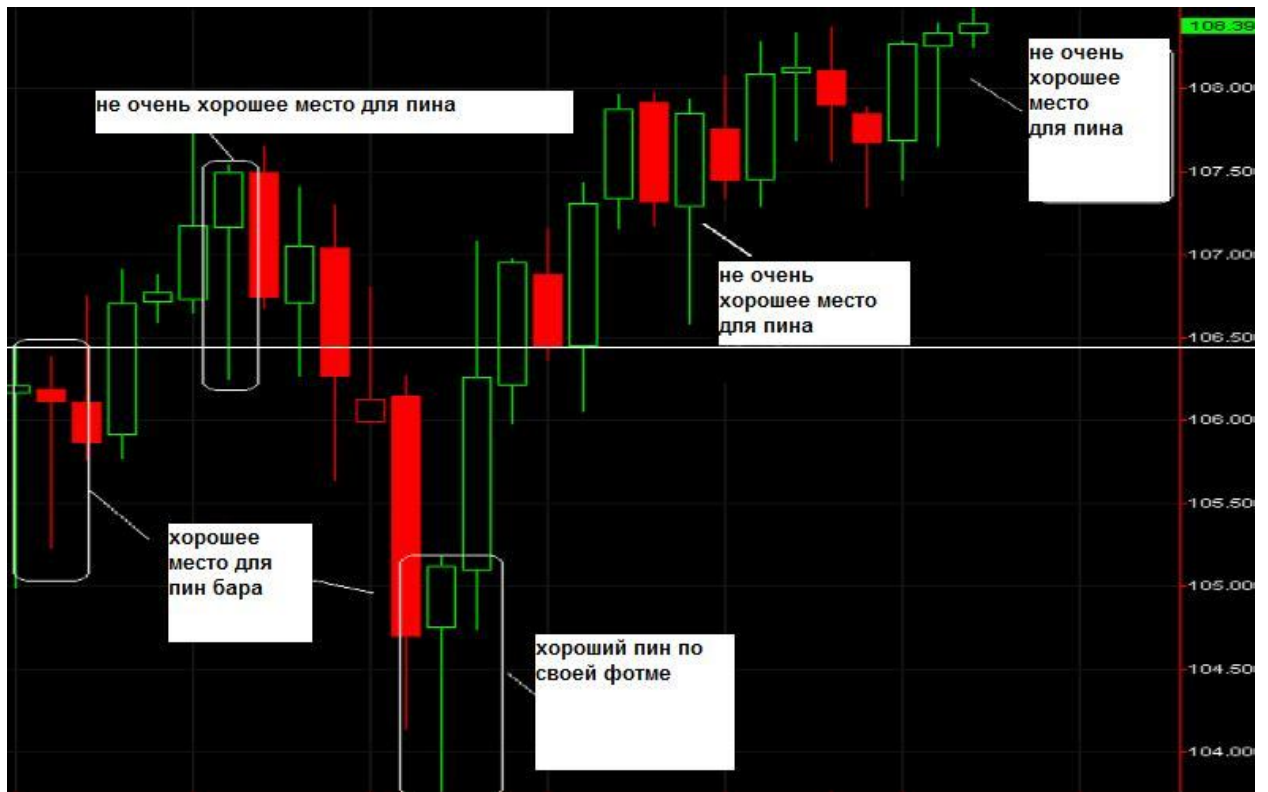 108.39
не очень
хорошее
место
для пина
108.00
не очень хорошее место для пина
107.50
107.00
не очень
хорошее место
для пина
106.50
106.00
105.50
хорошее
место для
пин бара
105.00
хороший пин по
своей фотме
104.50
104.00